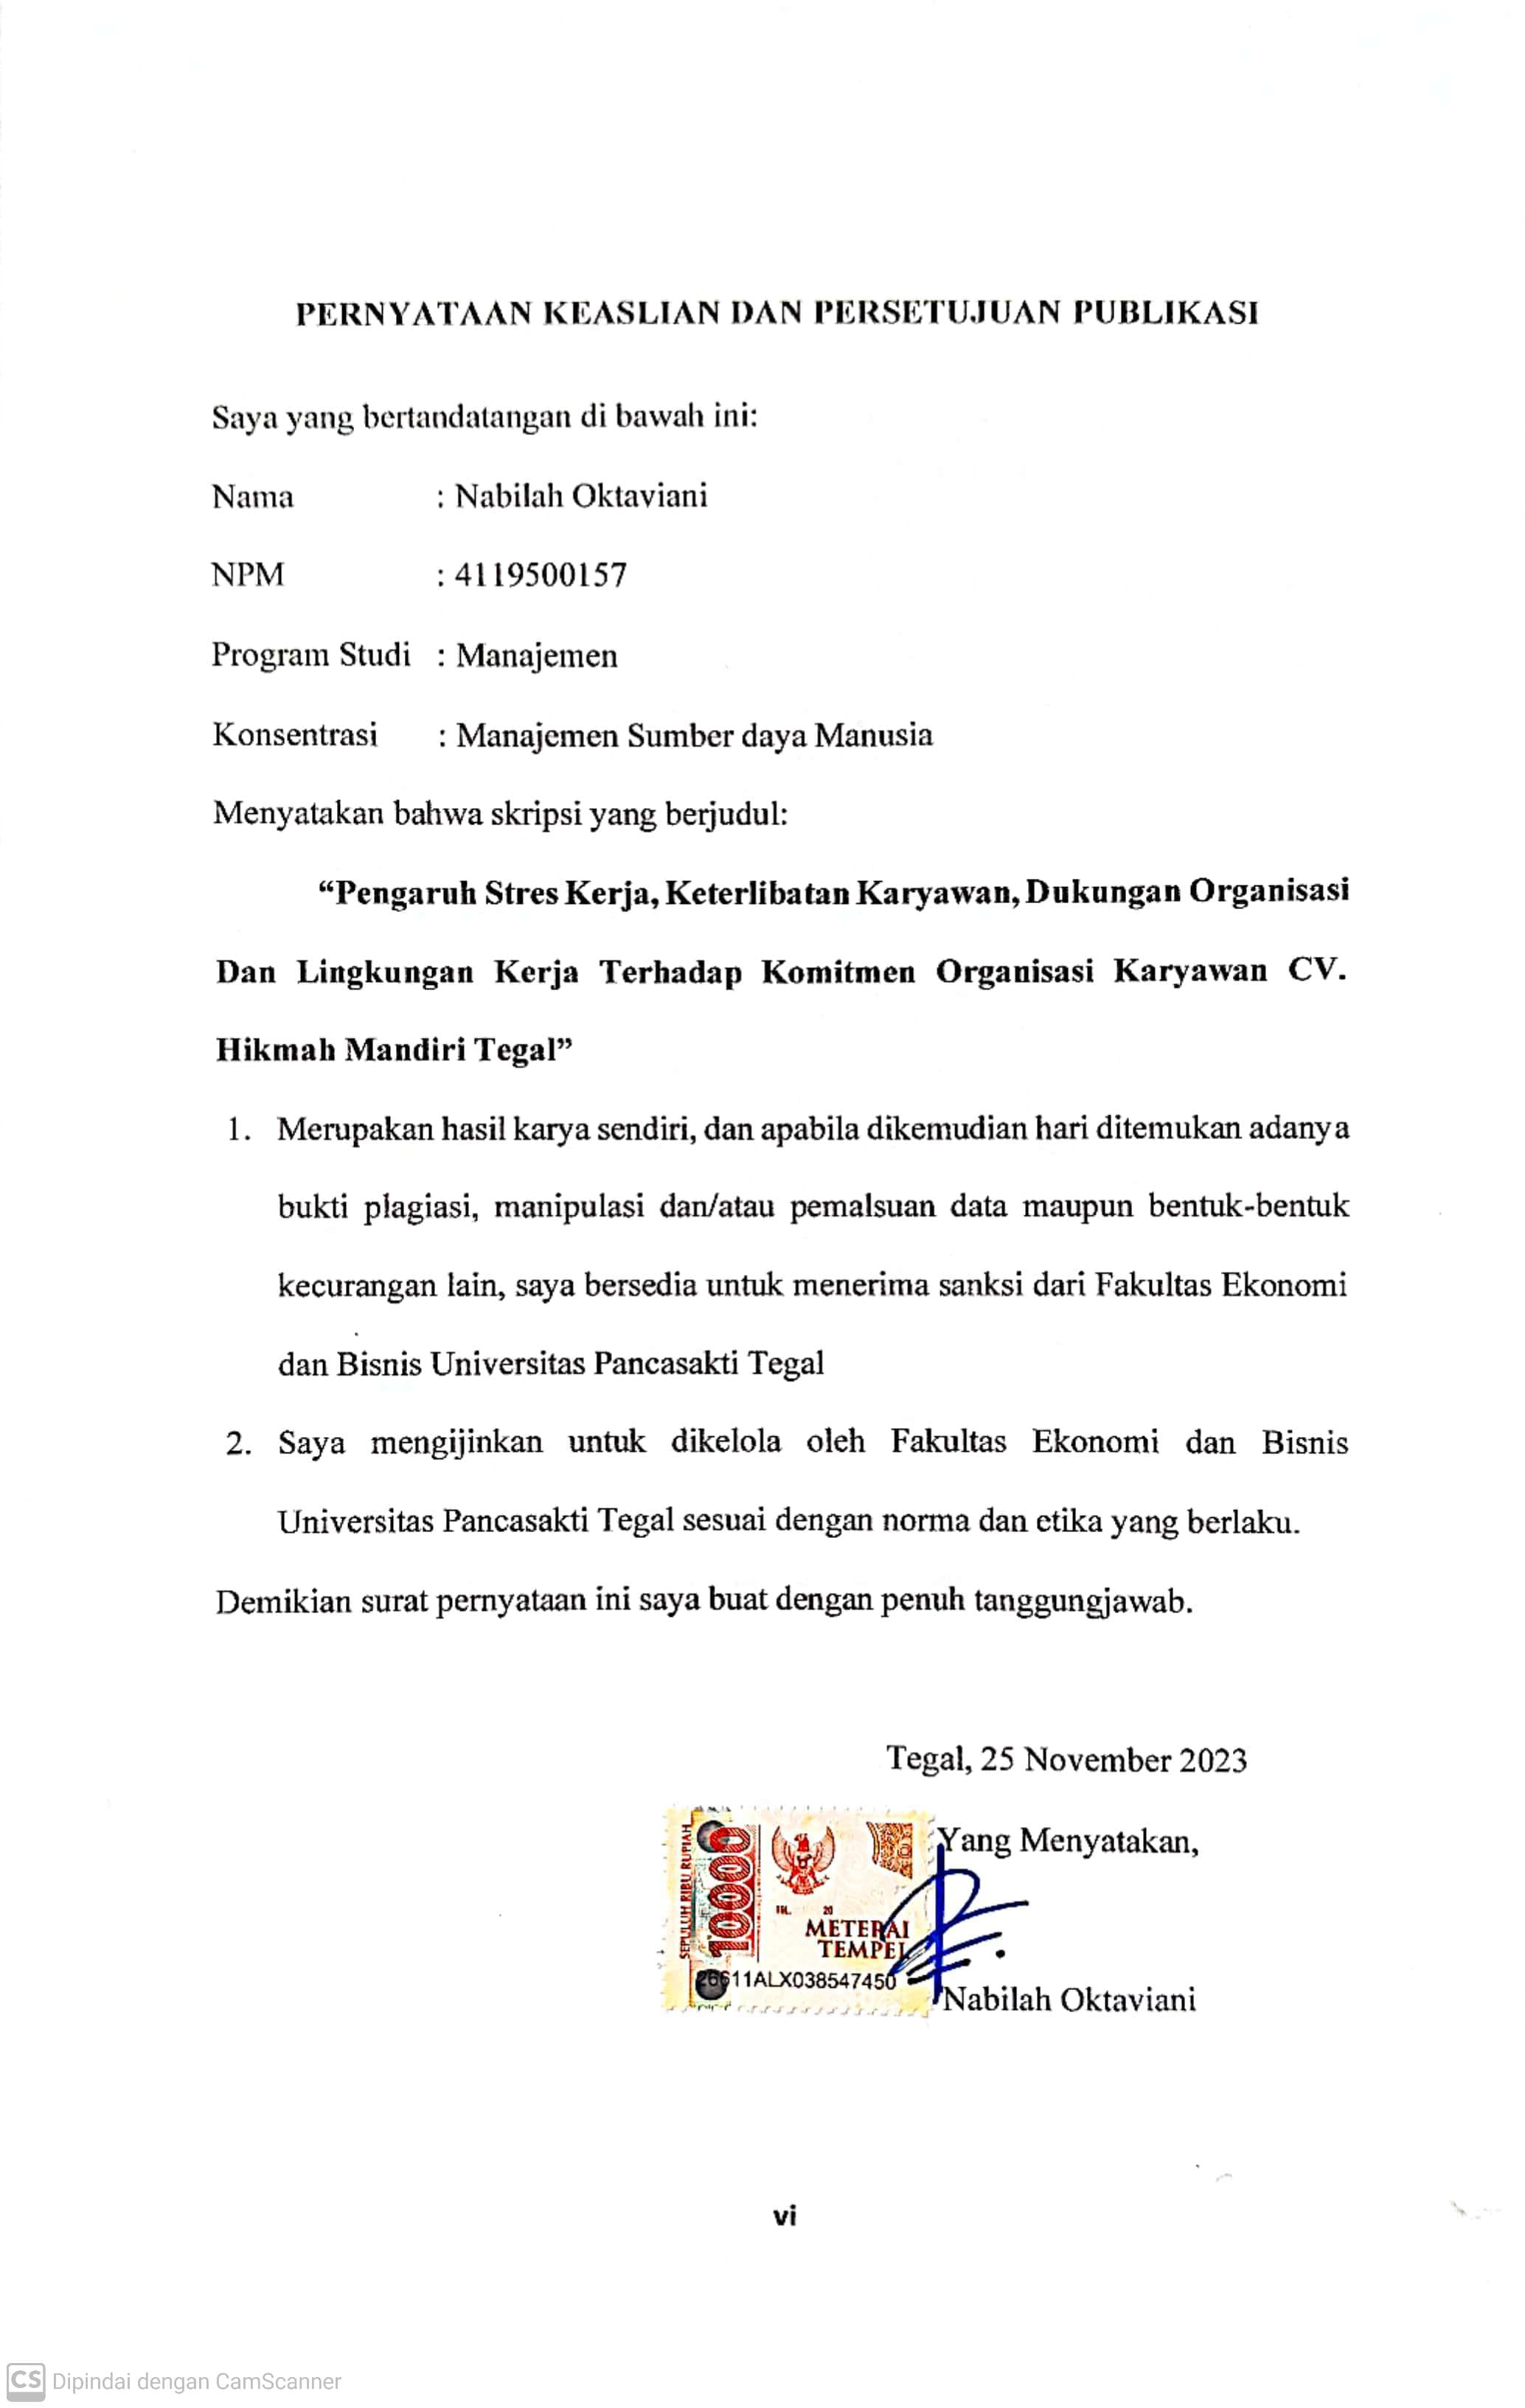 PERNYATAAN KEASLIAN DAN PERSETUJUAN PUBLIKASI
Saya yang bertandatangan di bawah ini:
Nama : Nabilah Oktaviani
NPM : 4119500157
Program Studi : Manajemen
Konsentrasi : Manajemen Sumber daya Manusia
Menyatakan bahwa skripsi yang berjudul:
“Pengaruh Stres Kerja, Keterlibatan Karyawan, Dukungan Organisasi
Dan Lingkungan Kerja Terhadap Komitmen Organisasi Karyawan CV.
Hikmah Mandiri Tegal”
1. Merupakan hasil karya sendiri, dan apabila dikemudian hari ditemukan adanya
bukti plagiasi, manipulasi dan/atau pemalsuan data maupun bentuk-bentuk
kecurangan lain, saya bersedia untuk menerima sanksi dari Fakultas Ekonomi
dan Bisnis Universitas Pancasakti Tegal
2. Saya mengijinkan untuk dikelola oleh Fakultas Ekonomi dan Bisnis
Universitas Pancasakti Tegal sesuai dengan norma dan etika yang berlaku.
Demikian surat pernyataan ini saya buat dengan penuh tanggungjawab.
Tegal, 25 November 2023
Yang Menyatakan,
SEPULUH RIBU RUPIAH
10000
20
METERAI
TEMPEL
26611ALX038547450
Nabilah Oktaviani
vi
CS Dipindai dengan CamScanner